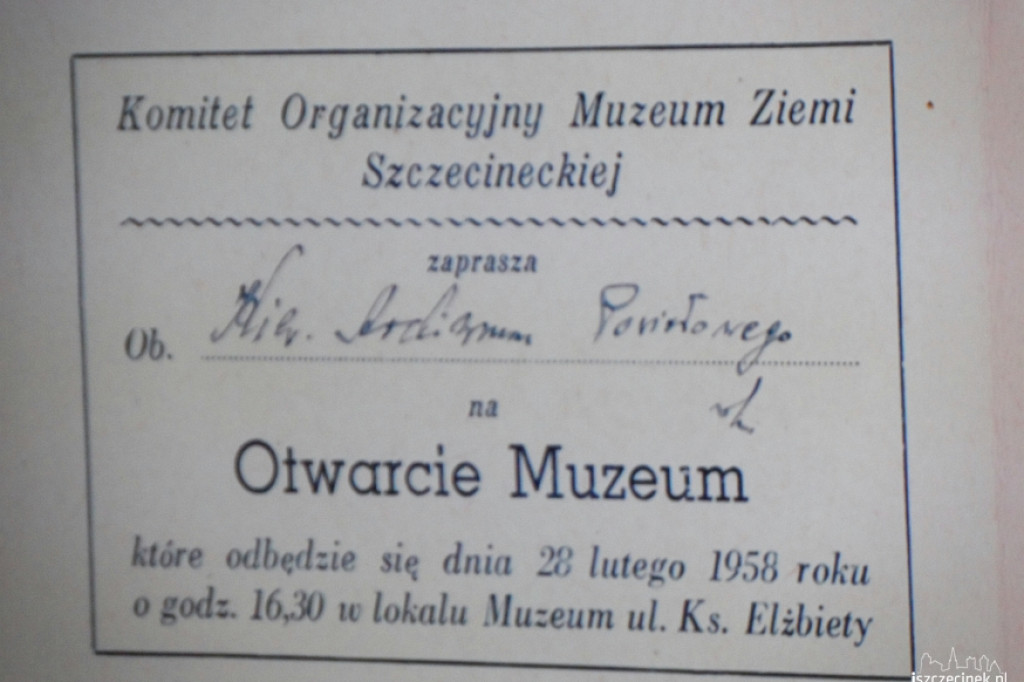 Komitet Organizacyjny Muzeum Ziemi
Szczecineckiej
zaprasza
Ob. Kier. Archiwum Powiatowego
na
Otwarcie Muzeum
które odbędzie się dnia 28 lutego 1958 roku
o godz. 16,30 w lokalu Muzeum ul. Ks. Elżbiety
iszczecinek.pl